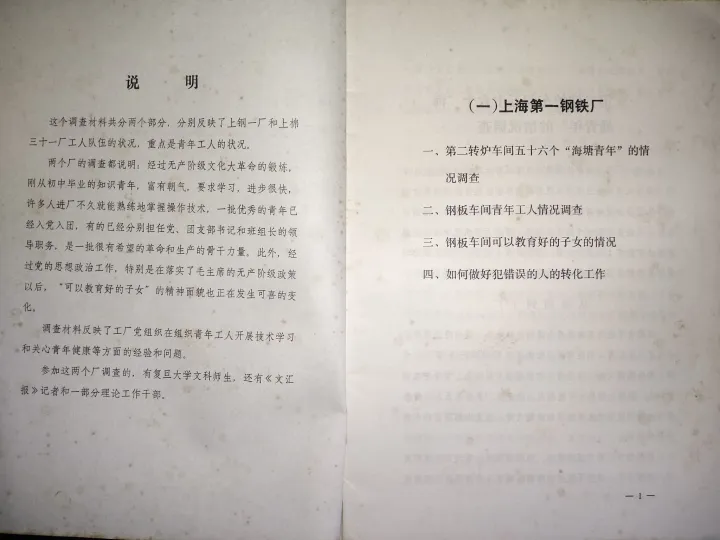 说 明
这个调查材料共分两个部分,分别反映了上钢一厂和上棉
三十一厂工人队伍的状况,重点是青年工人的状况。
两个厂的调查都说明:经过无产阶级文化大革命的锻炼,
刚从初中毕业的知识青年,富有朝气,要求学习,进步很快,
许多人进厂不久就能熟练地掌握操作技术,一批优秀的青年已
经入党入团,有的已经分别担任党、团支部书记和班组长的领
导职务,是一批很有希望的革命和生产的骨干力量。此外,经
过党的思想政治工作,特别是在落实了毛主席的无产阶级政策
以后,“可以教育好的子女”的精神面貌也正在发生可喜的变
化。
调查材料反映了工厂党组织在组织青年工人开展技术学习
和关心青年健康等方面的经验和问题。
参加这两个厂调查的,有复旦大学文科师生,还有《文汇
报》记者和一部分理论工作干部。
(一)上海第一钢铁厂
一、第二转炉车间五十六个“海塘青年”的情
况调查
二、钢板车间青年工人情况调查
三、钢板车间可以教育好的子女的情况
四、如何做好犯错误的人的转化工作
— 1 —